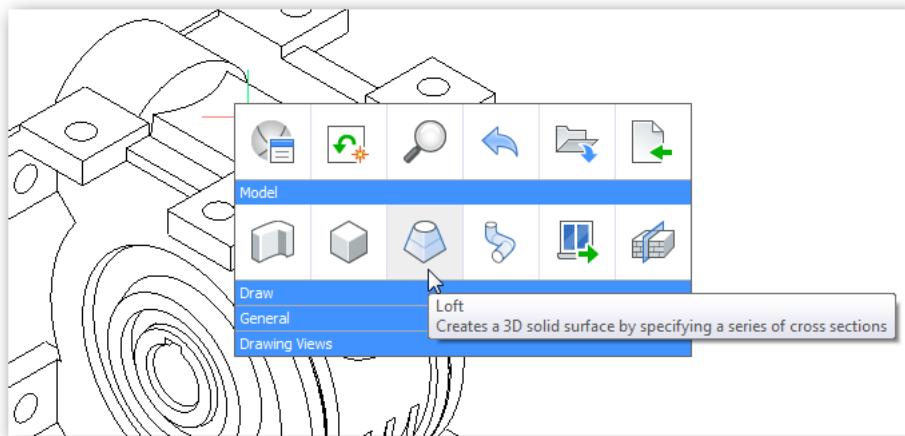 Model
Draw
General
Drawing Views
Loft
Creates a 3D solid surface by specifying a series of cross sections